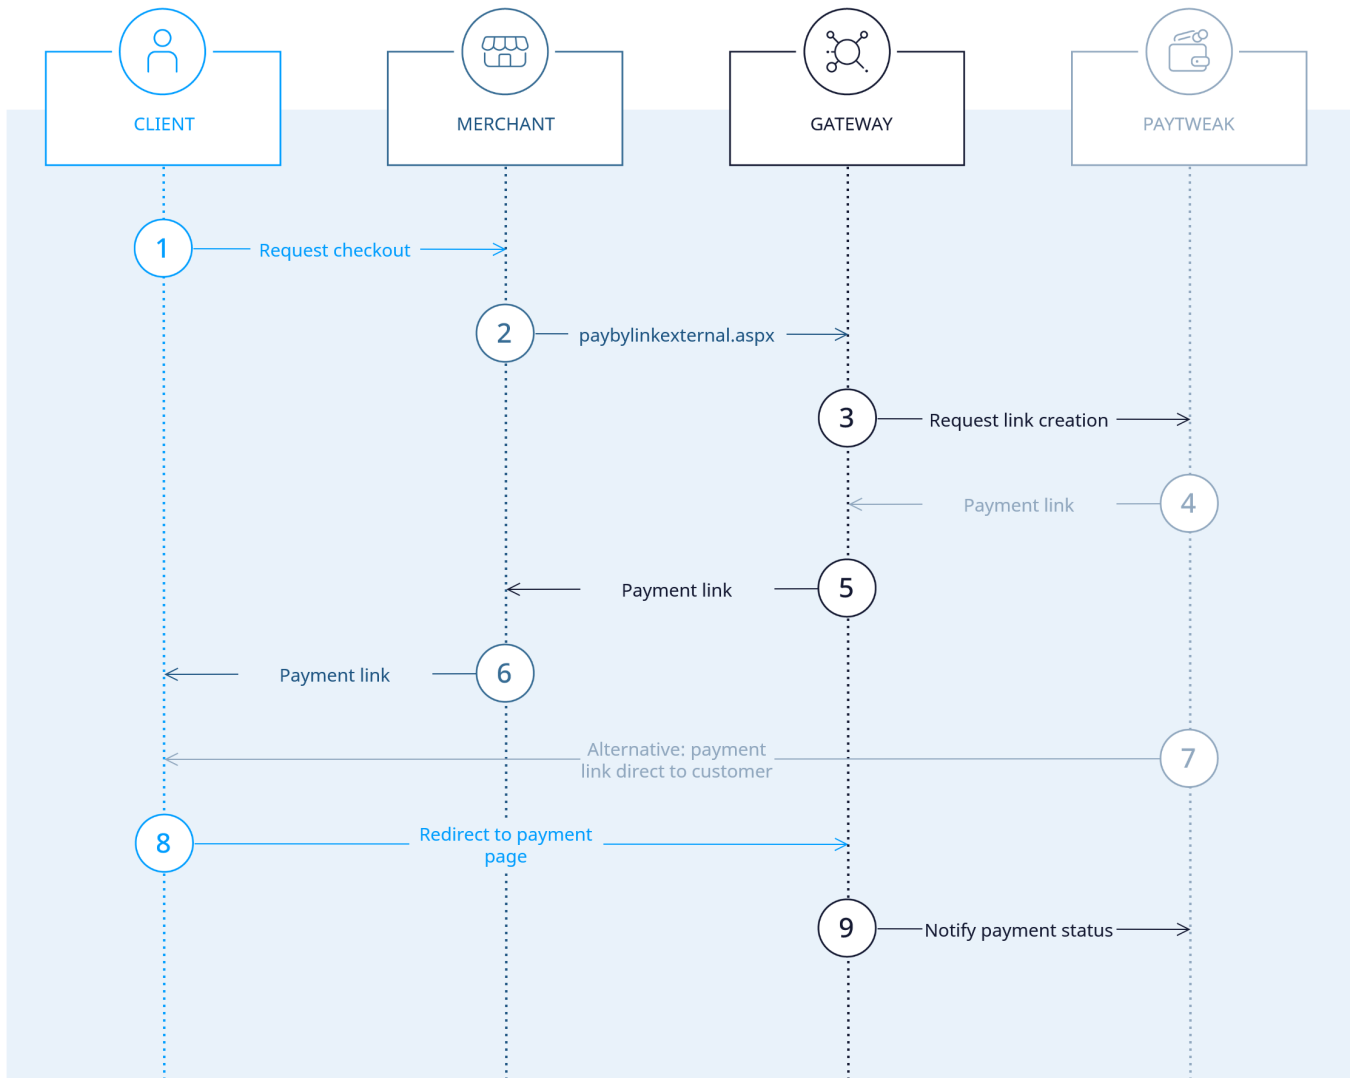 CLIENT
MERCHANT
GATEWAY
PAYTWEAK
1
Request checkout
2
paybylinkexternal.aspx
3
Request link creation
4
Payment link
5
Payment link
6
Payment link
7
Alternative: payment
link direct to customer
8
Redirect to payment
page
9
Notify payment status